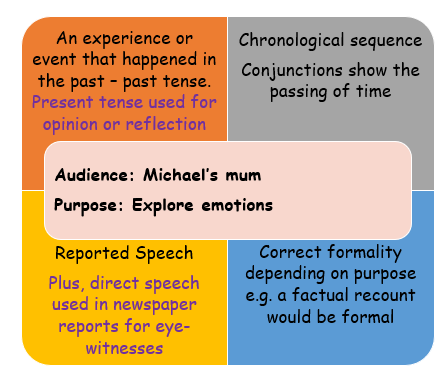 An experience or
event that happened in
the past – past tense.
Present tense used for
opinion or reflection
Chronological sequence
Conjunctions show the
passing of time
Audience: Michael's mum
Purpose: Explore emotions
Reported Speech
Plus, direct speech
used in newspaper
reports for eye-
witnesses
Correct formality
depending on purpose
e.g. a factual recount
would be formal